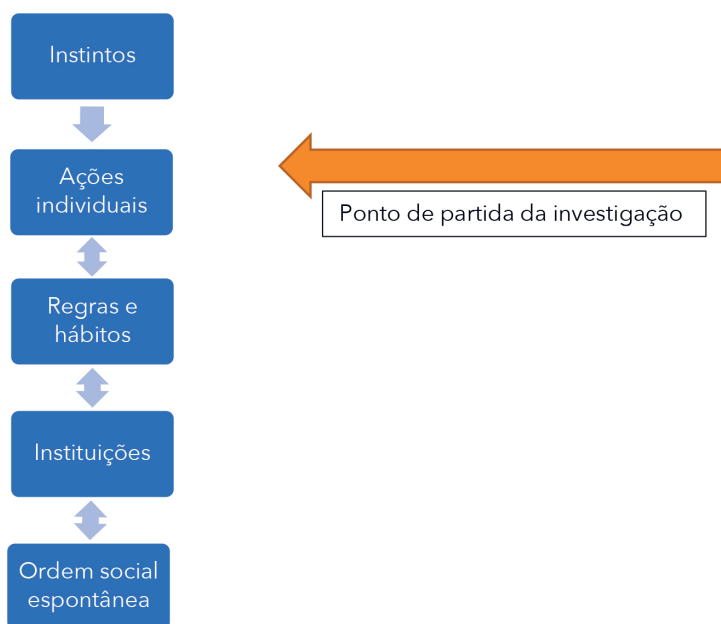 Instintos
Ações
individuais
Ponto de partida da investigação
Regras e
hábitos
Instituições
Ordem social
espontânea